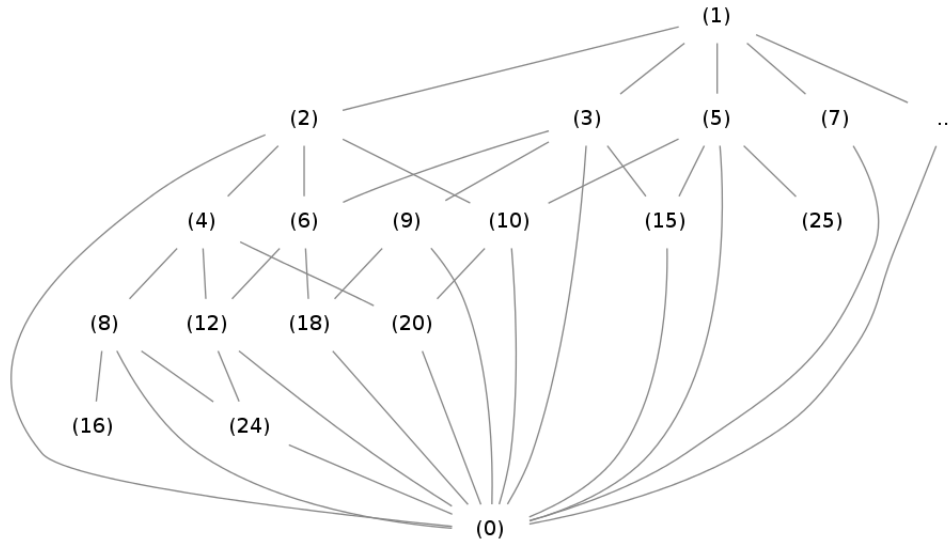 (1)
(2) (3) (5) (7) ..
(4) (6) (9) (10) (15) (25)
(8) (12) (18) (20)
(16) (24)
(0)